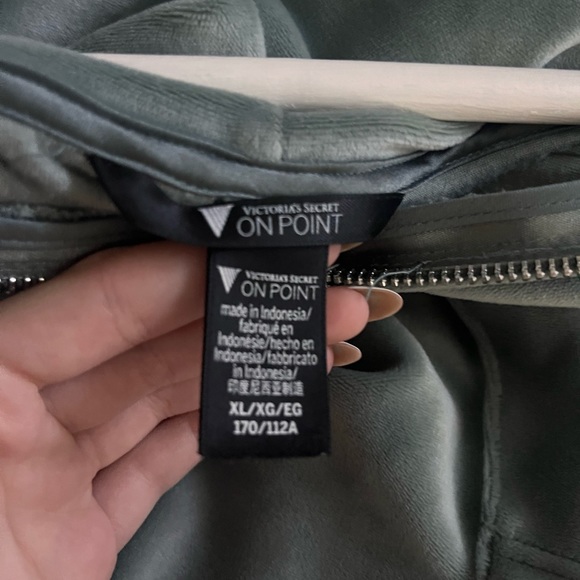 VICTORIA'S SECRET
ON POINT
VICTORIA'S SECRET
ON POINT
made in Indonesia/
fabriqué en
Indonésie/hecho en
Indonesia/fabbricato
in Indonesia/
印度尼西亚制造
XL/XG/EG
170/112A